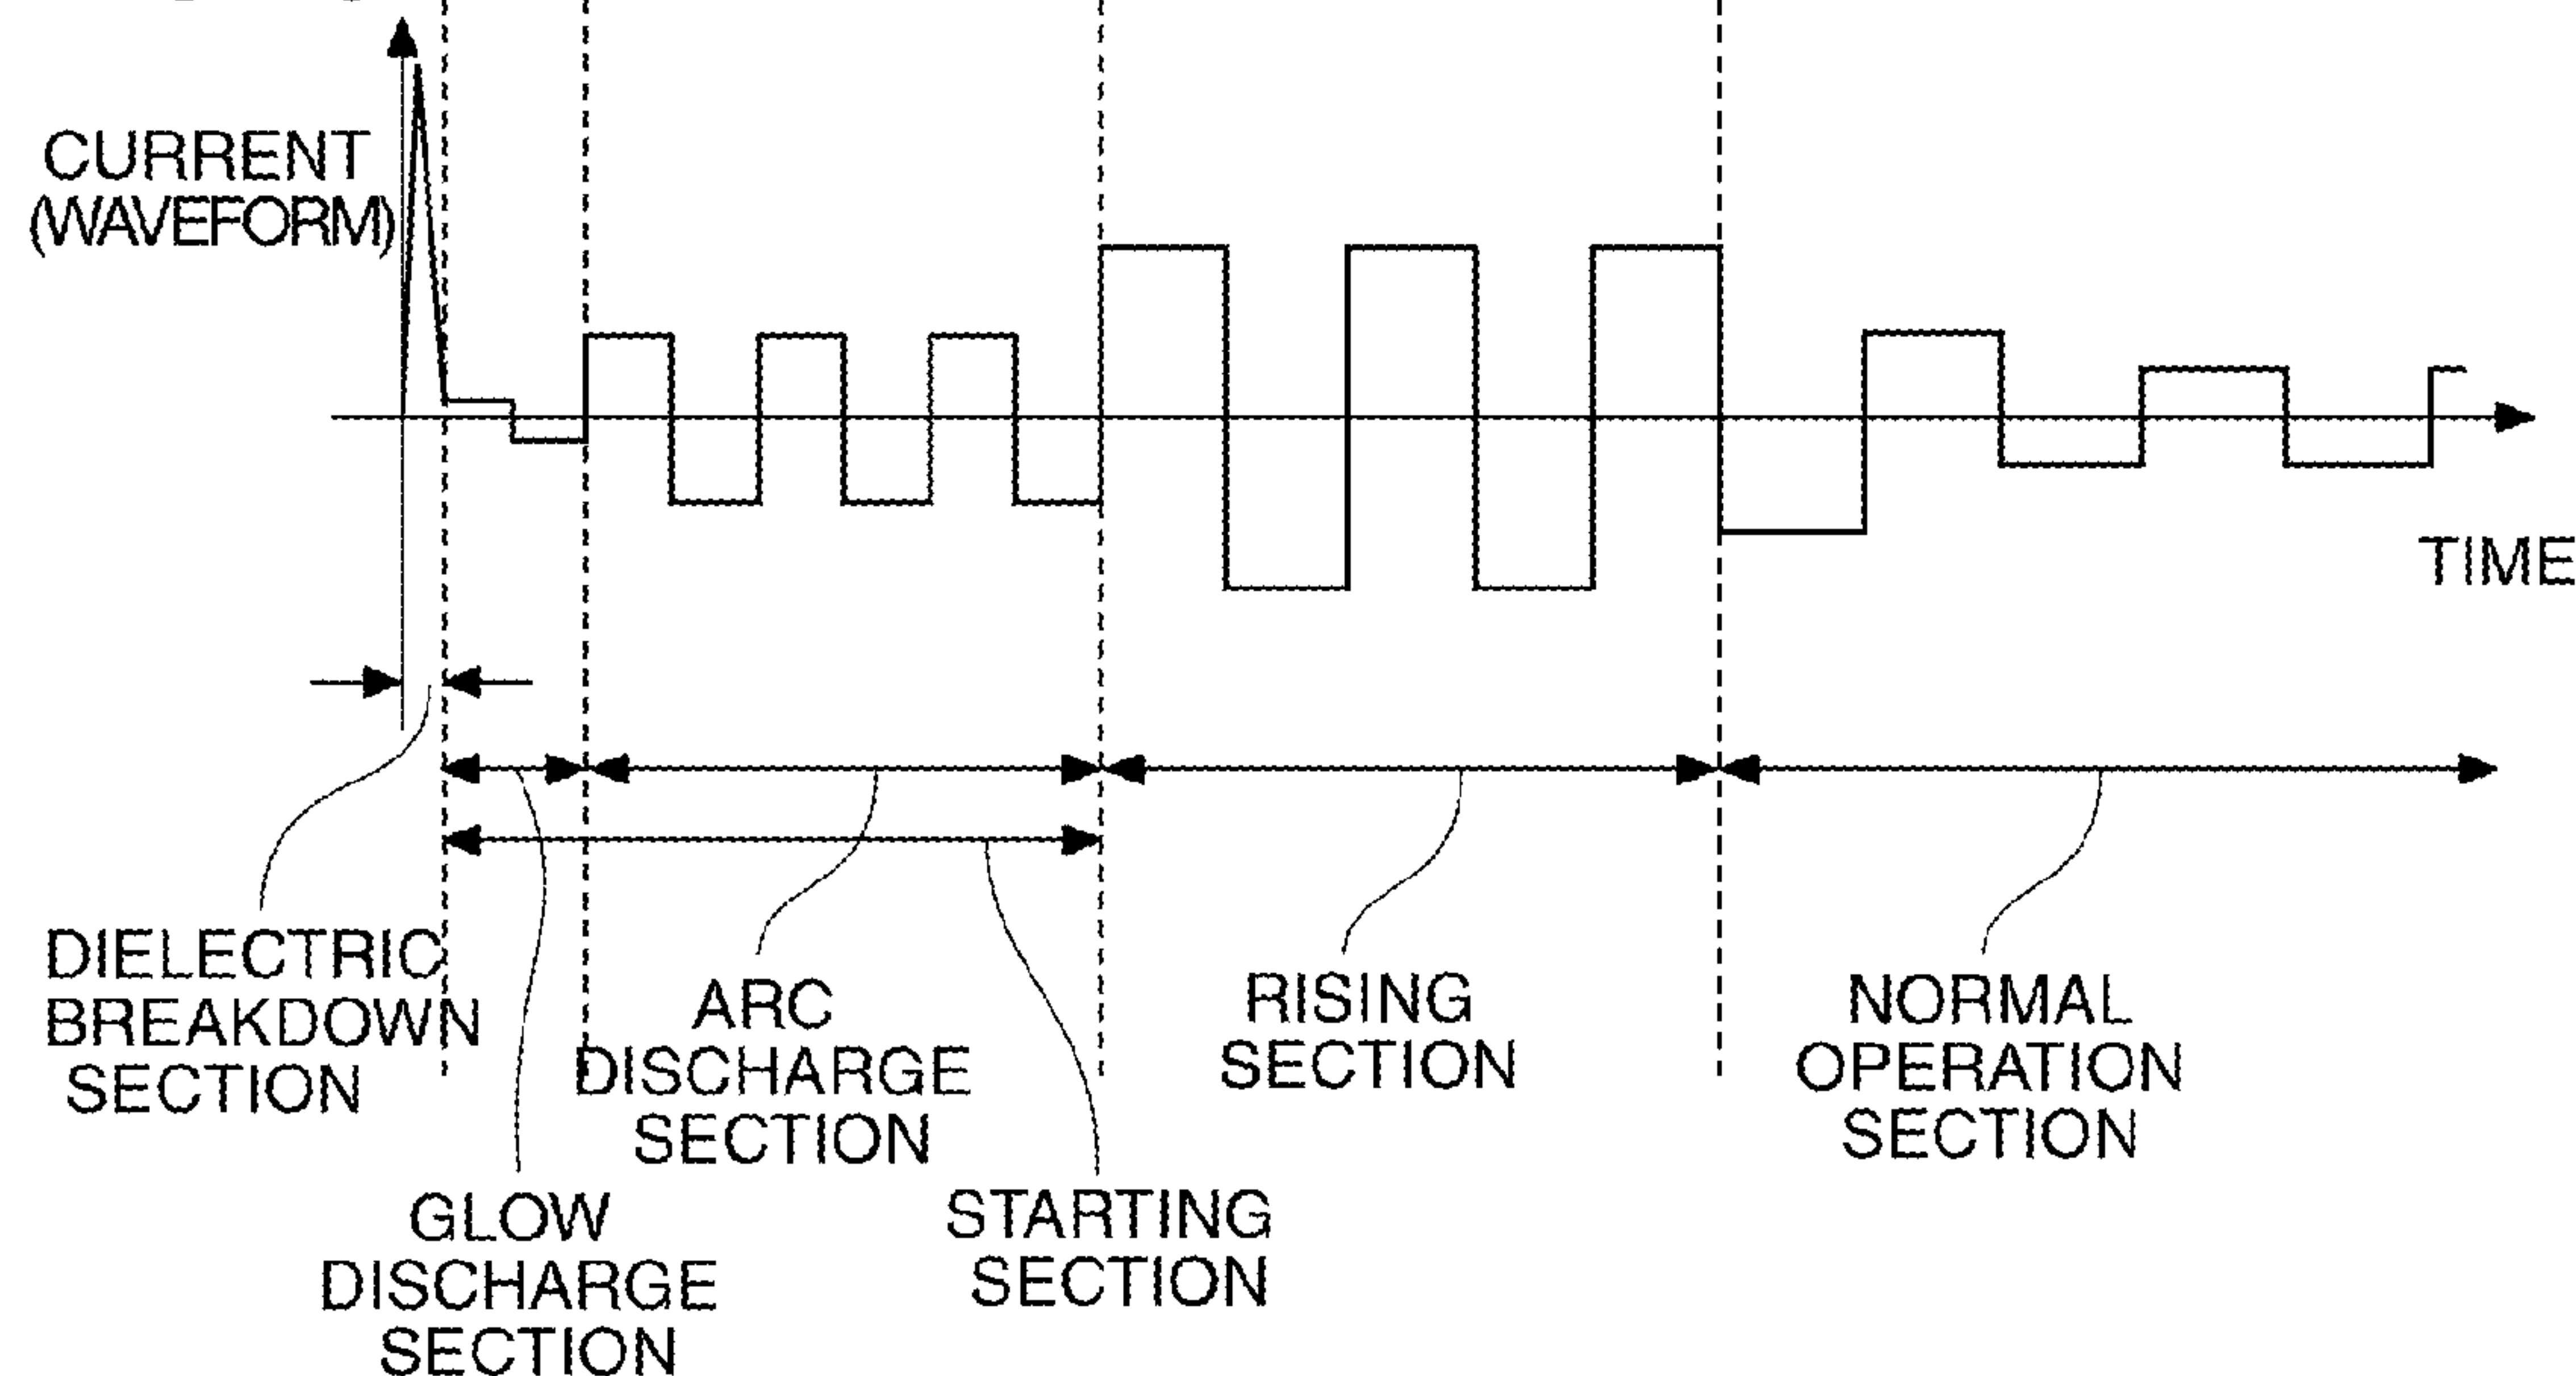 CURRENT
(WAVEFORM)
TIME
DIELECTRIC
BREAKDOWN
SECTION
ARC
DISCHARGE
SECTION
RISING
SECTION
NORMAL
OPERATION
SECTION
GLOW
DISCHARGE
SECTION
STARTING
SECTION